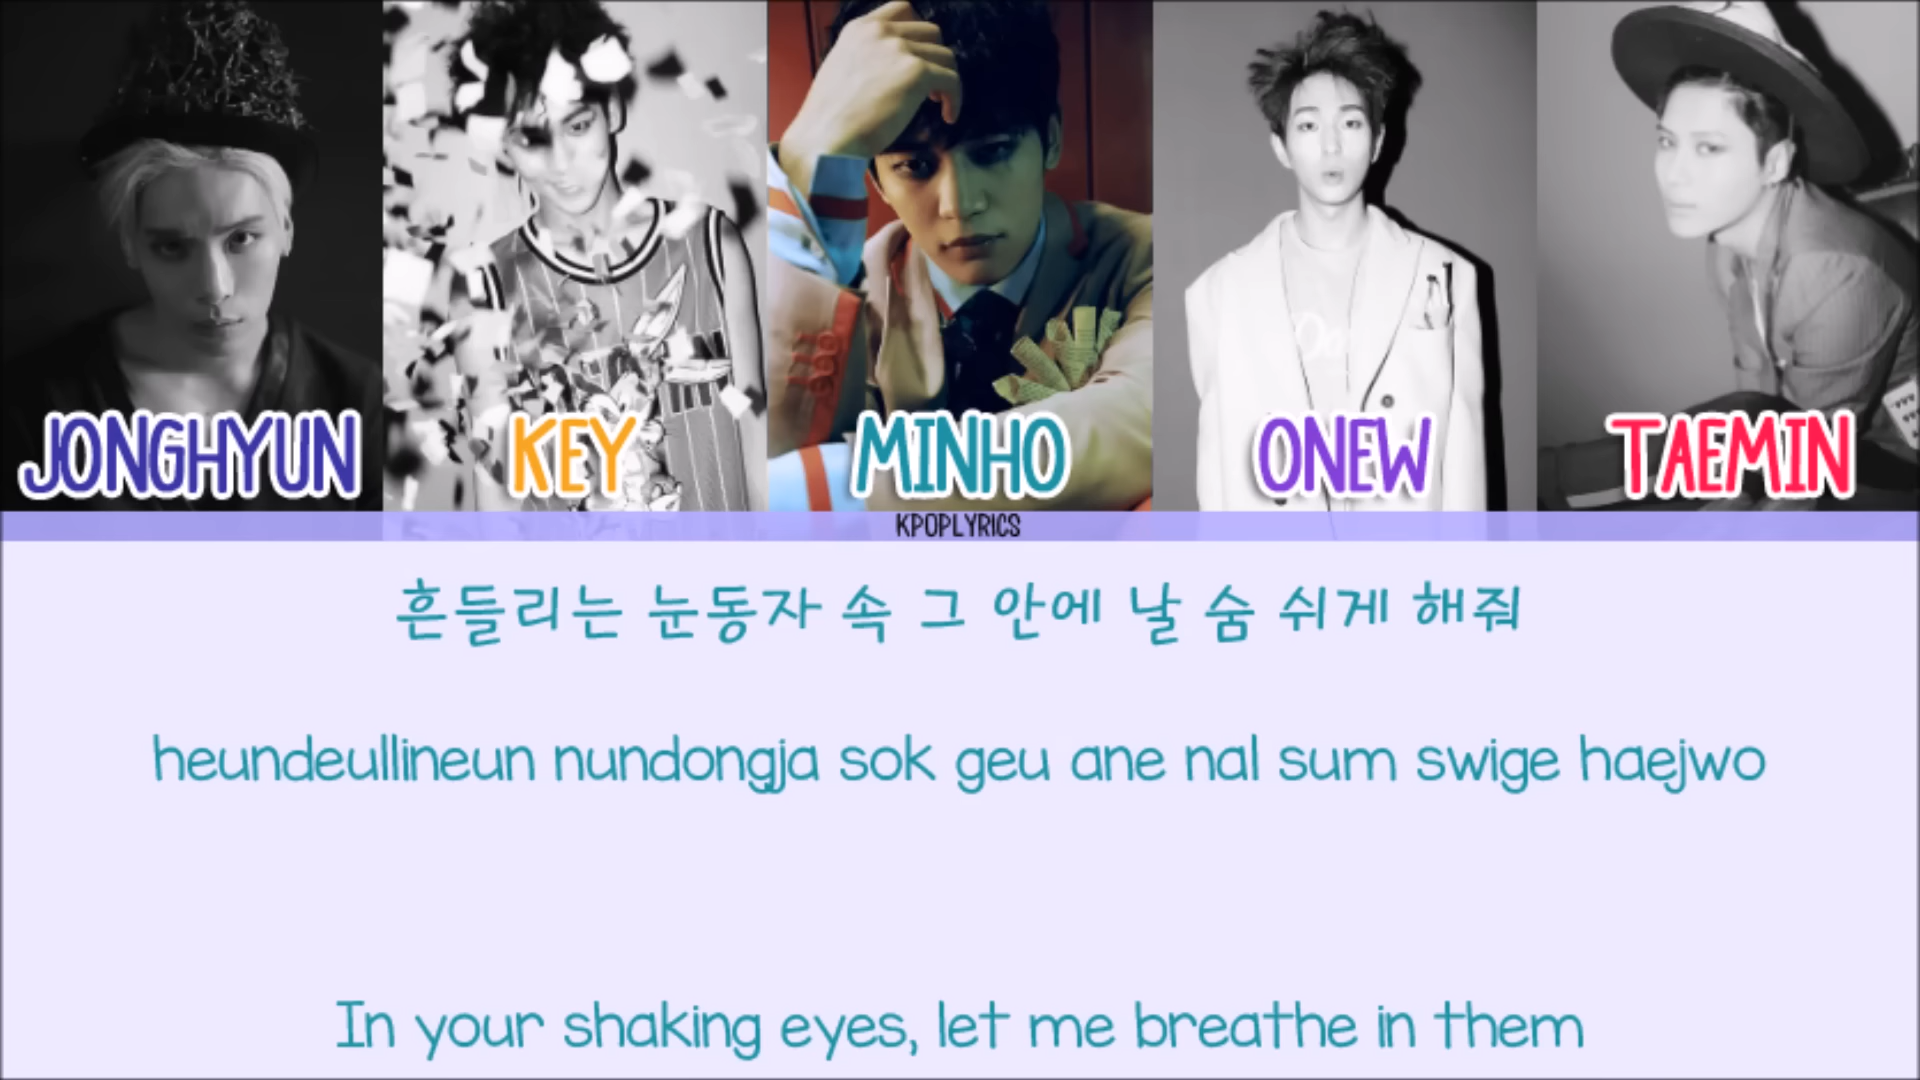 JONGHYUN KEY MINHO ONEW TAEMIN
KPOPLYRICS
흔들리는 눈동자 속 그 안에 날 숨 쉬게 해줘
heundeullineun nundongja sok geu ane nal sum swige haejwo
In your shaking eyes, let me breathe in them